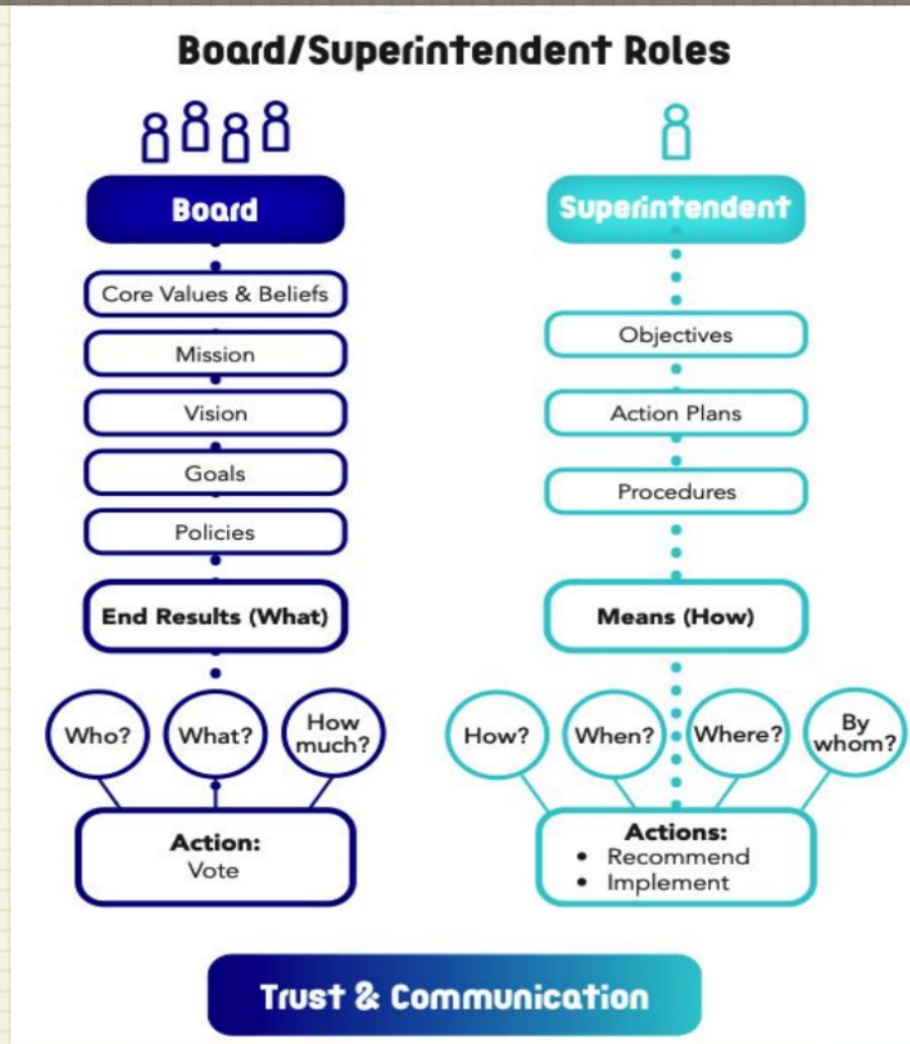 Board/Superintendent Roles
Board
Core Values & Beliefs
Mission
Vision
Goals
Policies
End Results (What)
Who?
What?
How
much?
Action:
Vote
Superintendent
Objectives
Action Plans
Procedures
Means (How)
How?
When?
Where?
By
whom?
Actions:
• Recommend
• Implement
Trust & Communication